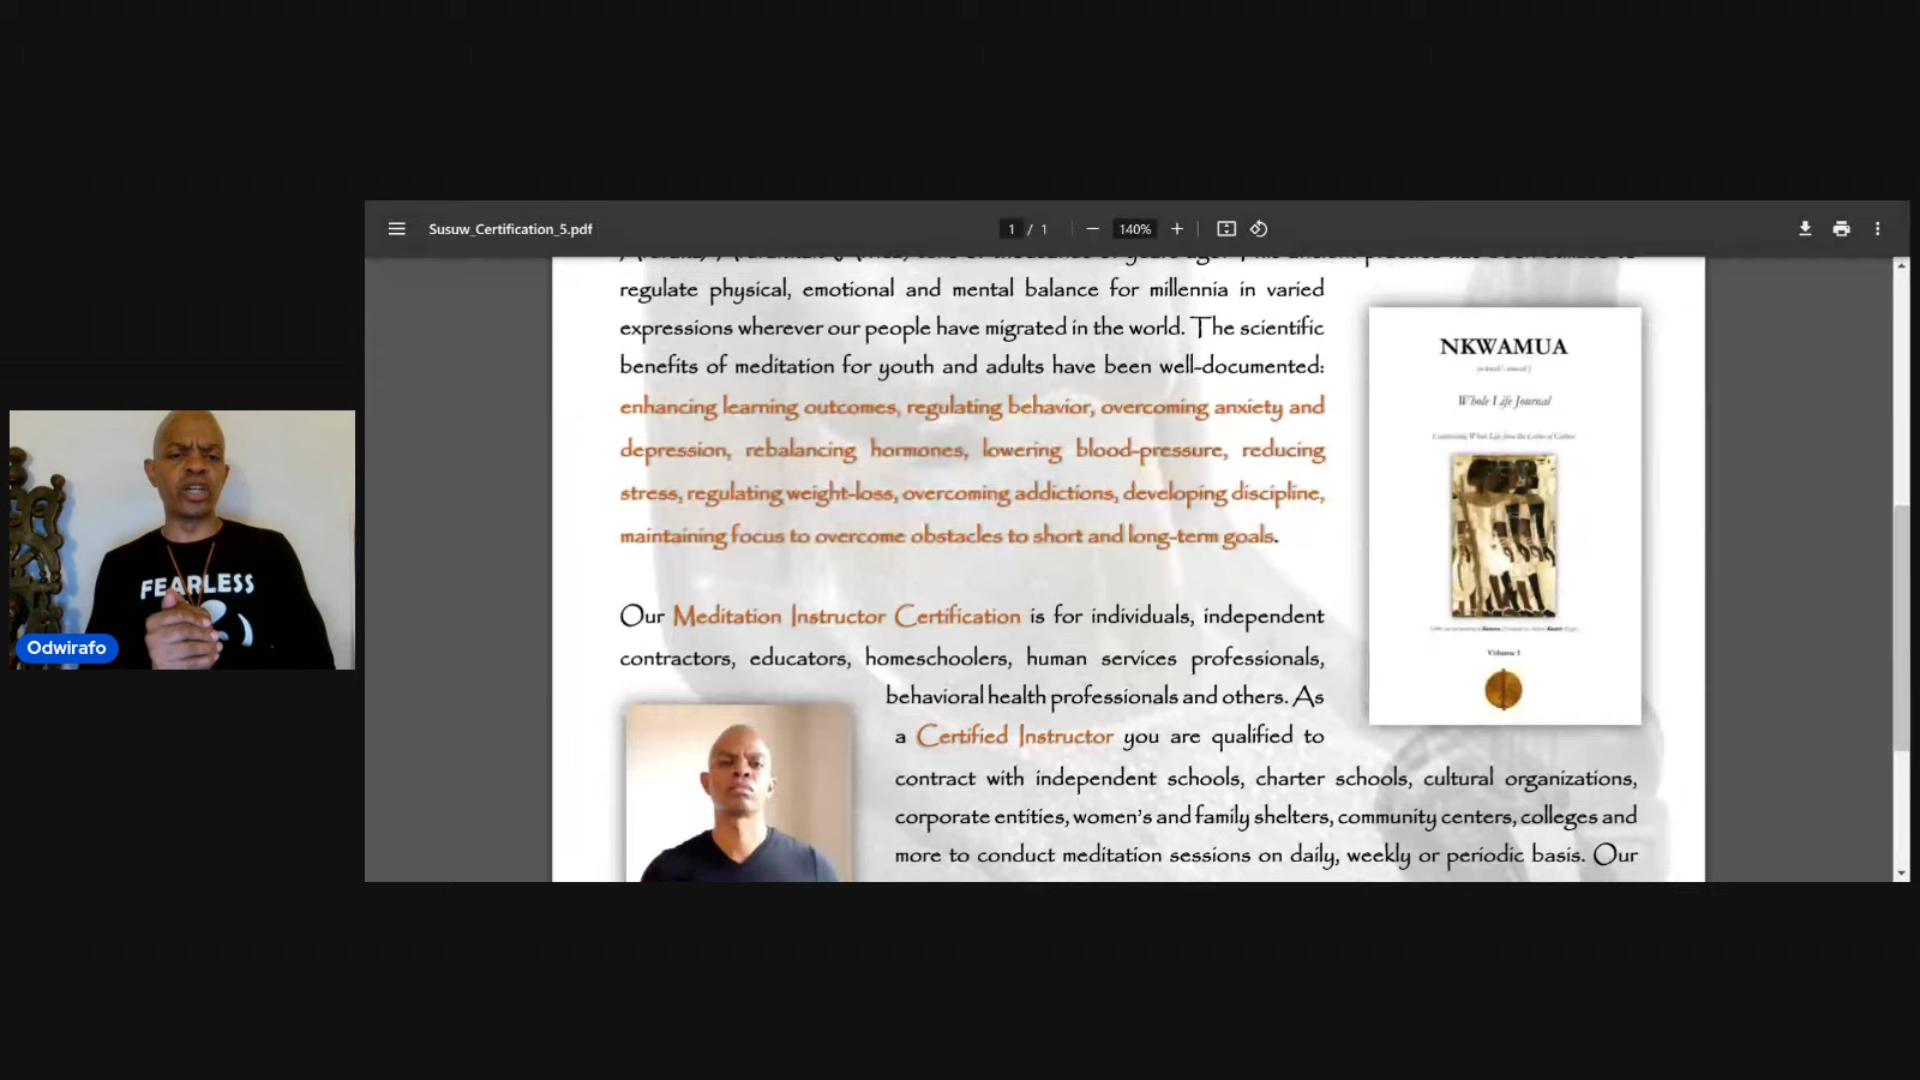 Susuw_Certification_5.pdf
1 / 1
140%
regulate physical, emotional and mental balance for millennia in varied
expressions wherever our people have migrated in the world. The scientific
benefits of meditation for youth and adults have been well-documented:
enhancing learning outcomes, regulating behavior, overcoming anxiety and
depression, rebalancing hormones, lowering blood-pressure, reducing
stress, regulating weight-loss, overcoming addictions, developing discipline,
maintaining focus to overcome obstacles to short and long-term goals.
Our Meditation Instructor Certification is for individuals, independent
contractors, educators, homeschoolers, human services professionals,
behavioral health professionals and others. As
a Certified Instructor you are qualified to
contract with independent schools, charter schools, cultural organizations,
corporate entities, women's and family shelters, community centers, colleges and
more to conduct meditation sessions on daily, weekly or periodic basis. Our
NKWAMUA
Whole Life Journal
Volume 1
FEARLESS
Odwirafo